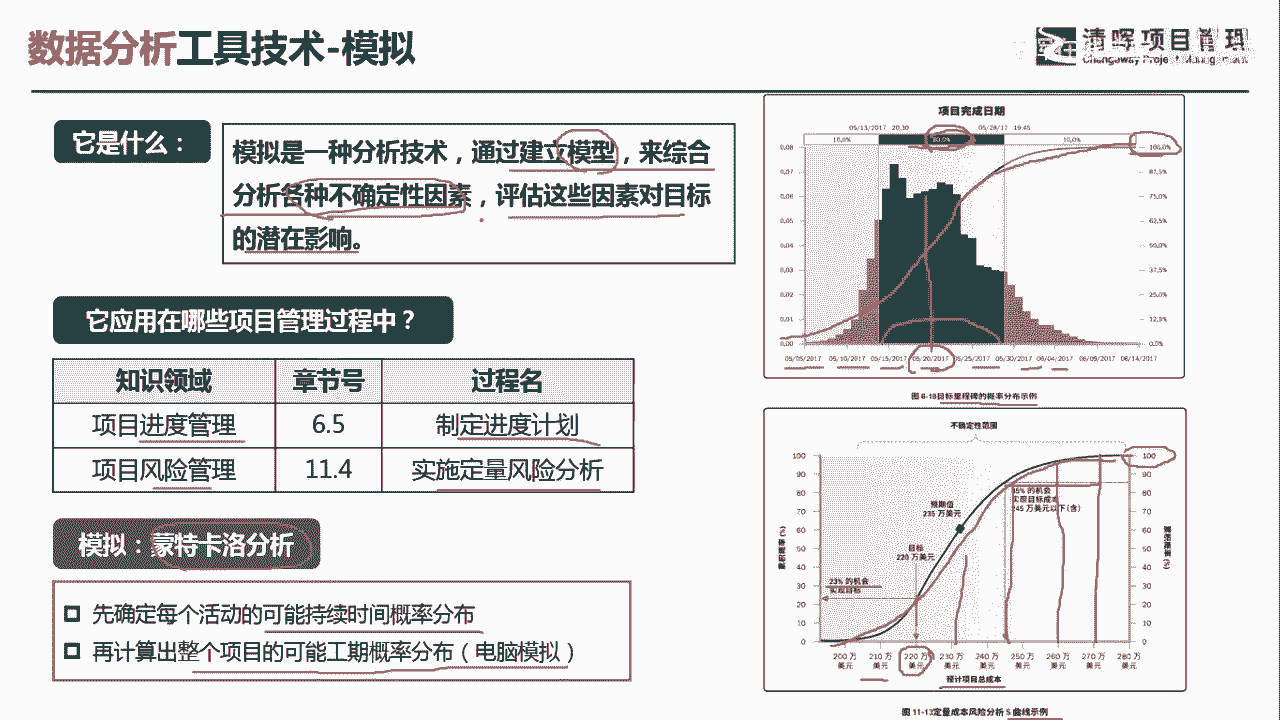 数据分析工具技术-模拟
清晖项目管理
它是什么：
模拟是一种分析技术，通过建立模型，来综合
分析各种不确定性因素，评估这些因素对目标
的潜在影响。
它应用在哪些项目管理过程中？
知识领域 章节号 过程名
项目进度管理 6.5 制定进度计划
项目风险管理 11.4 实施定量风险分析
模拟：蒙特卡洛分析
先确定每个活动的可能持续时间概率分布
再计算出整个项目的可能工期概率分布（电脑模拟）
项目完成日期
05/13/2017 20:30 05/28/17 19:45
10.0% 80.0% 10.0%
0.08 100.0%
0.07 87.5%
0.06 75.0%
0.05 62.5%
0.04 50.0%
0.03 37.5%
0.02 25.0%
0.01 12.5%
0.00 0.0%
05/05/2017 05/10/2017 05/15/2017 05/20/2017 05/25/2017 05/30/2017 06/04/2017 06/09/2017 06/14/2017
图 6-18目标里程碑的概率分布示例
不确定性范围
100 100
90 90
80 80
70 70
60 60
50 50
40 40
30 30
20 20
10 10
0 0
85% 的机会
实现目标成本
245 万美元以下（含）
预期值
235 万美元
目标
220 万美元
23% 的机会
实现目标
累积概率 (%)
200 万美元 210 万美元 220 万美元 230 万美元 240 万美元 250 万美元 260 万美元 270 万美元 280 万美元
预计项目总成本
图 11-13定量成本风险分析 S 曲线示例